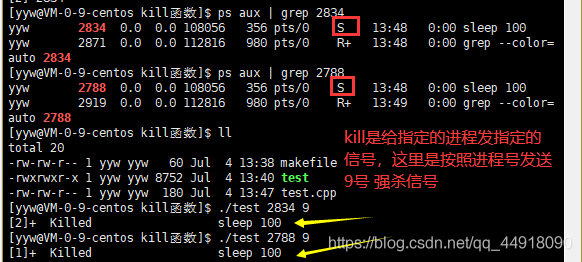 [yyw@VM-0-9-centos kill函数]$ ps aux | grep 2834
yyw 2834 0.0 0.0 108056 356 pts/0 S 13:48 0:00 sleep 100
yyw 2871 0.0 0.0 112816 980 pts/0 R+ 13:48 0:00 grep --color=
auto 2834
[yyw@VM-0-9-centos kill函数]$ ps aux | grep 2788
yyw 2788 0.0 0.0 108056 356 pts/0 S 13:48 0:00 sleep 100
yyw 2919 0.0 0.0 112816 980 pts/0 R+ 13:49 0:00 grep --color=
auto 2788
[yyw@VM-0-9-centos kill函数]$ ll
total 20
-rw-rw-r-- 1 yyw yyw 60 Jul 4 13:38 makefile
-rwxrwxr-x 1 yyw yyw 8752 Jul 4 13:40 test
-rw-rw-r-- 1 yyw yyw 180 Jul 4 13:47 test.cpp
kill是给指定的进程发指定的
信号，这里是按照进程号发送
9号 强杀信号
[yyw@VM-0-9-centos kill函数]$ ./test 2834 9
[2]+ Killed sleep 100
[yyw@VM-0-9-centos kill函数]$ ./test 2788 9
[1]+ Killed sleep 100
https://blog.csdn.net/qq_44918090